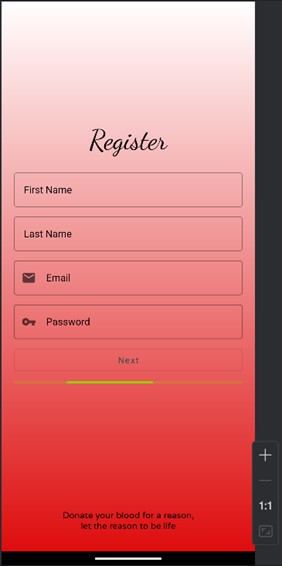 Register
First Name
Last Name
Email
Password
Next
Donate your blood for a reason,
let the reason to be life
1:1